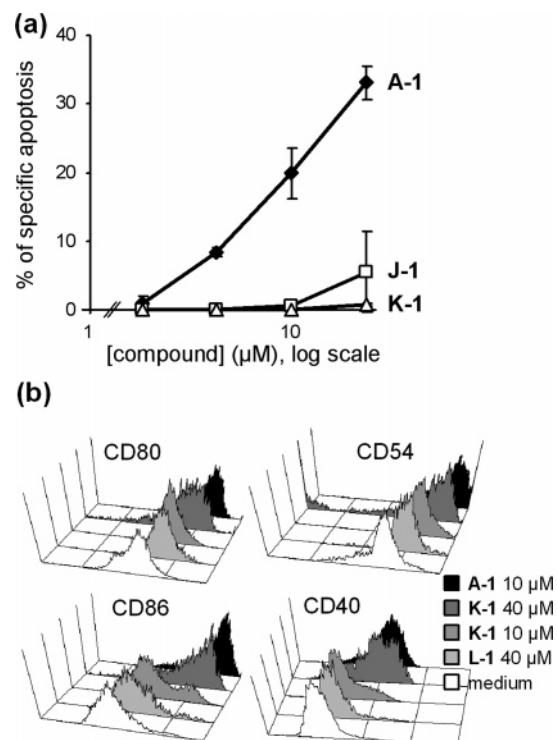 (a)
% of specific apoptosis
40
30
20
10
0
1
10
A-1
J-1
K-1
[compound] (µM), log scale
(b)
CD80
CD54
CD86
CD40
A-1 10 µM
K-1 40 µM
K-1 10 µM
L-1 40 µM
medium